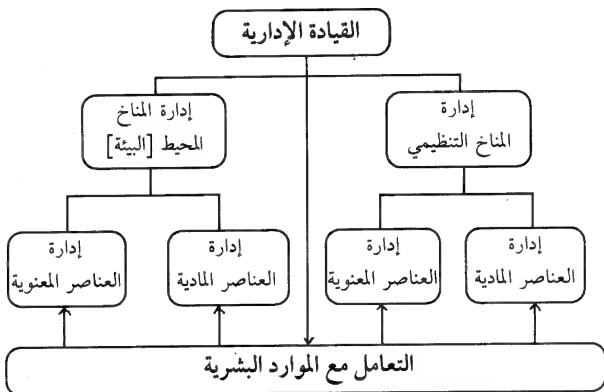 القيادة الإدارية
إدارة
المناخ التنظيمي
إدارة المناخ
المحيط [البيئة]
إدارة
العناصر المادية
إدارة
العناصر المعنوية
إدارة
العناصر المادية
إدارة
العناصر المعنوية
التعامل مع الموارد البشرية